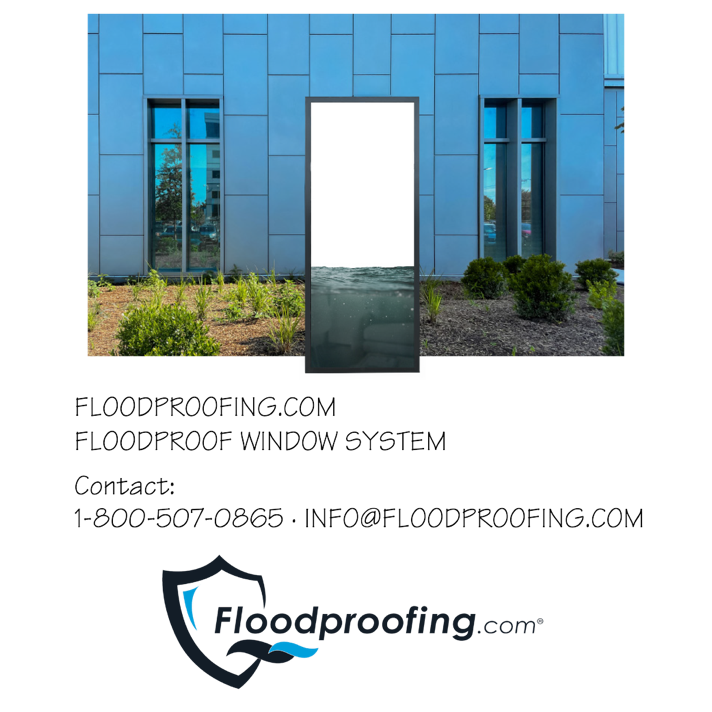 FLOODPROOFING.COM
FLOODPROOF WINDOW SYSTEM
Contact:
1-800-507-0865 · INFO@FLOODPROOFING.COM
Floodproofing.com®